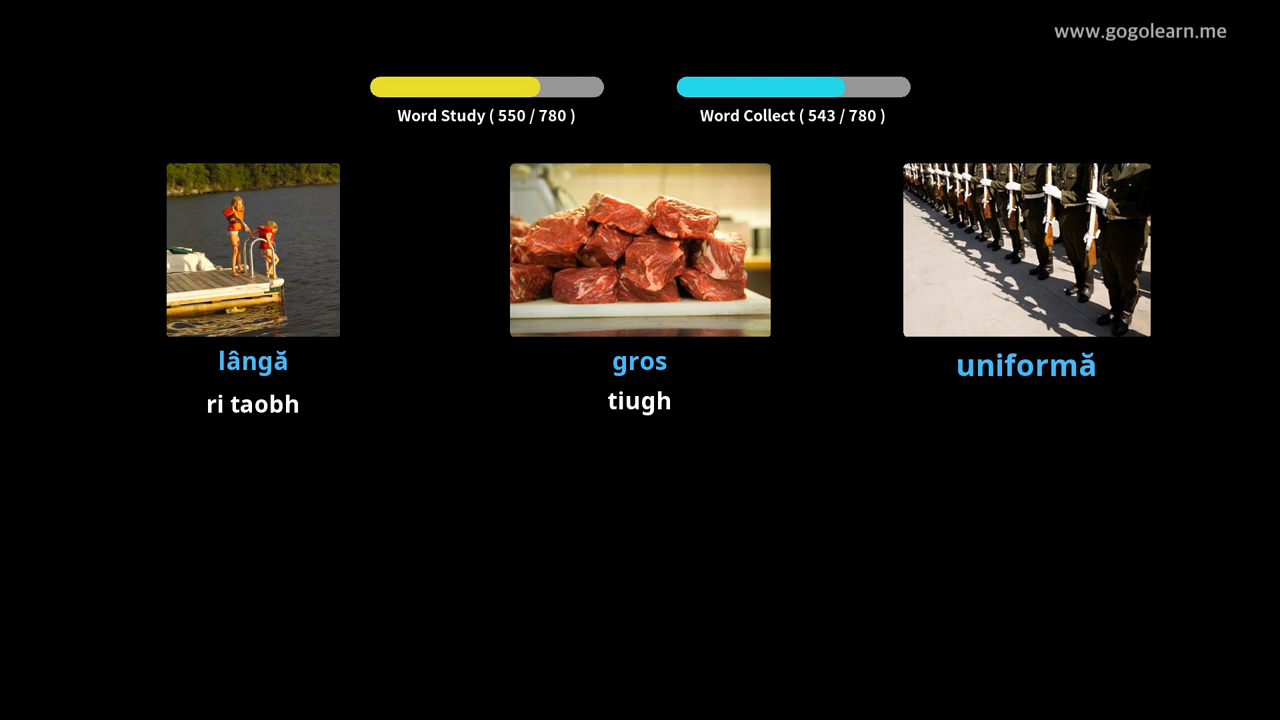 www.gogolearn.me
Word Study ( 550 / 780 )
Word Collect ( 543 / 780 )
lângă
ri taobh
gros
tiugh
uniformă